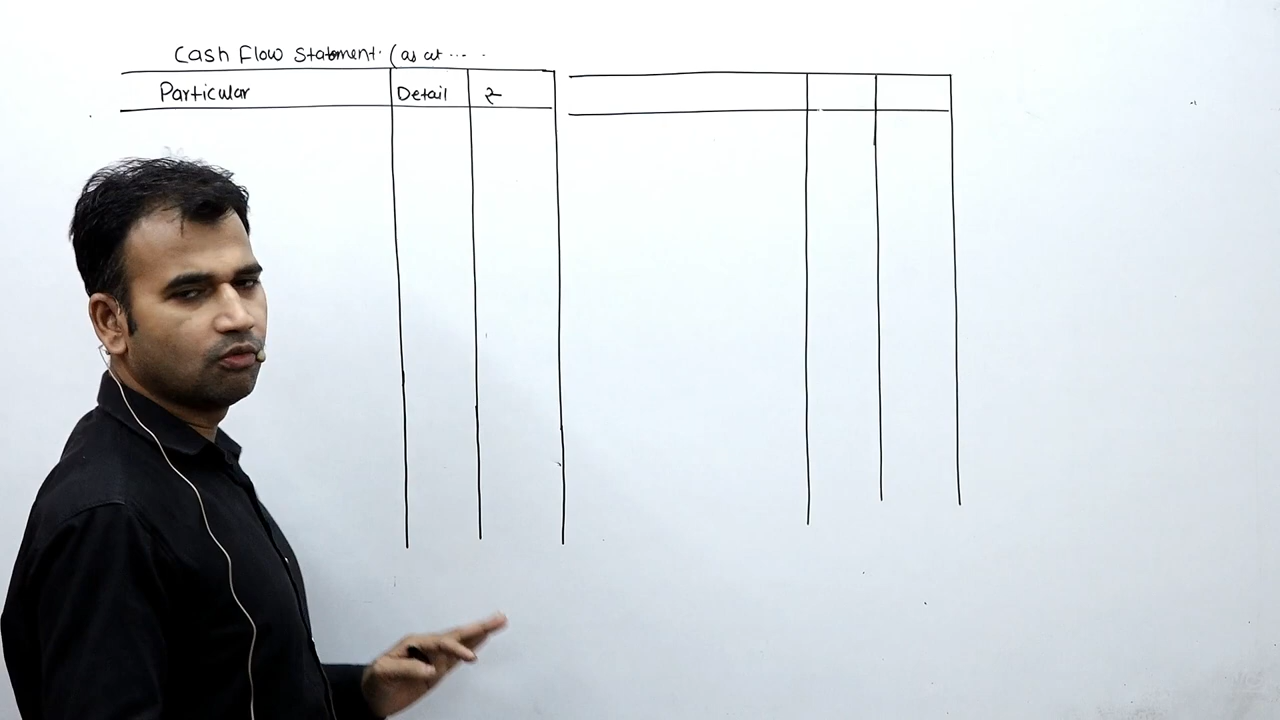 Cash Flow Statement. (as at ..... 
Particular Detail ₹